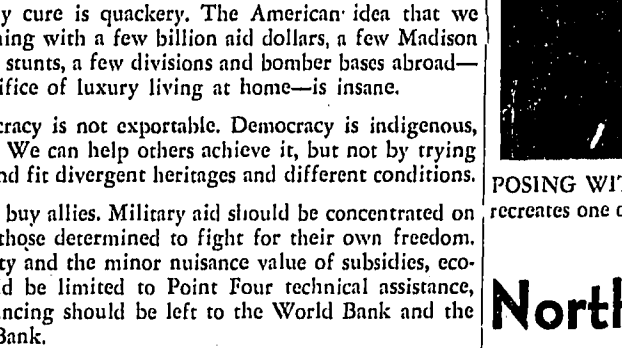 y cure is quackery. The American idea that we
ing with a few billion aid dollars, a few Madison
stunts, a few divisions and bomber bases abroad—
ifice of luxury living at home—is insane.
cracy is not exportable. Democracy is indigenous,
We can help others achieve it, but not by trying
nd fit divergent heritages and different conditions.
buy allies. Military aid should be concentrated on
those determined to fight for their own freedom.
ty and the minor nuisance value of subsidies, eco-
d be limited to Point Four technical assistance,
ncing should be left to the World Bank and the
Bank.
POSING WI
recreates one
North